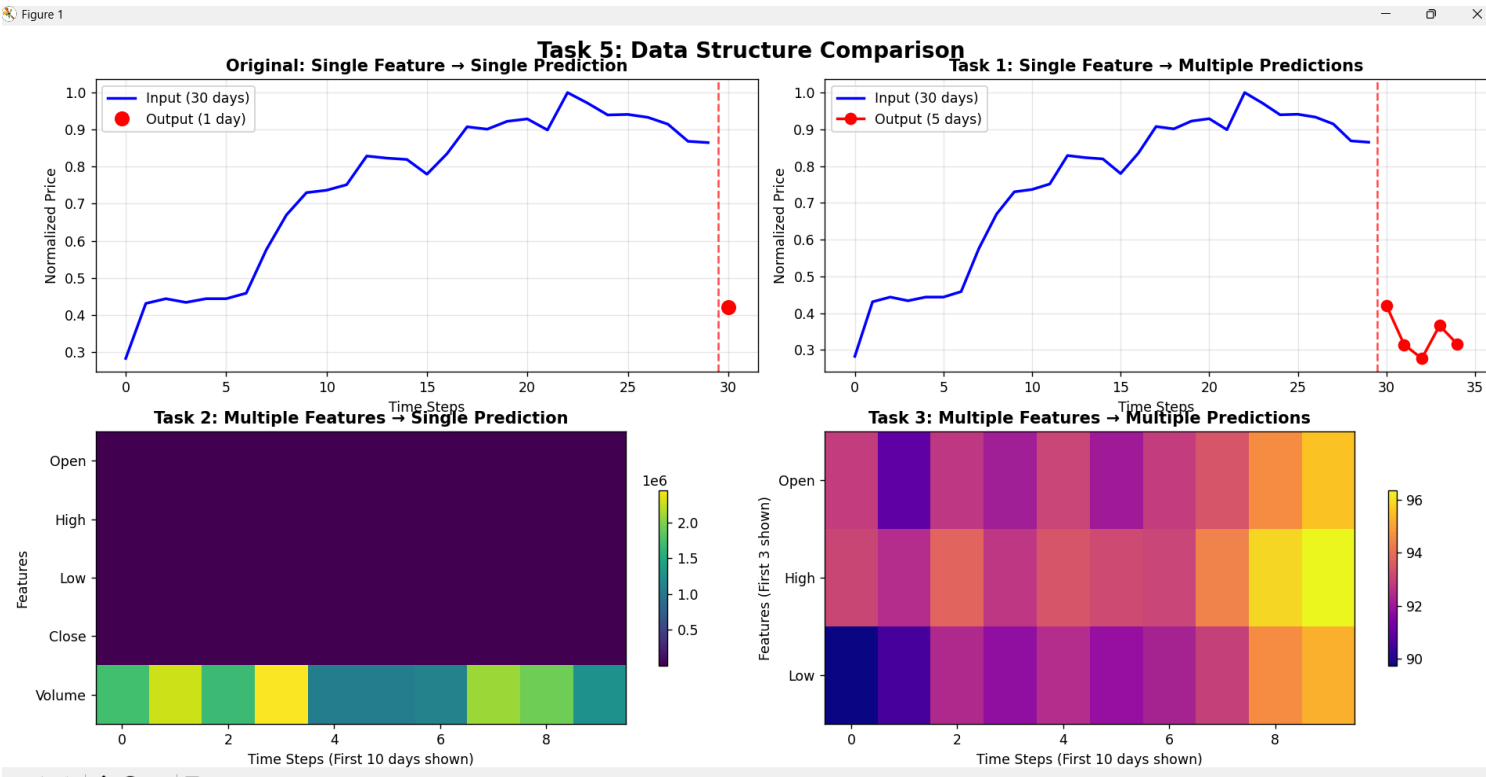 Figure 1
Task 5: Data Structure Comparison
Original: Single Feature → Single Prediction
Input (30 days)
Output (1 day)
Normalized Price
1.0
0.9
0.8
0.7
0.6
0.5
0.4
0.3
0 5 10 15 20 25 30
Time Steps
Task 1: Single Feature → Multiple Predictions
Input (30 days)
Output (5 days)
Normalized Price
1.0
0.9
0.8
0.7
0.6
0.5
0.4
0.3
0 5 10 15 20 25 30 35
Time Steps
Task 2: Multiple Features → Single Prediction
Features
Open
High
Low
Close
Volume
0 2 4 6 8
Time Steps (First 10 days shown)
1e6
2.0
1.5
1.0
0.5
Task 3: Multiple Features → Multiple Predictions
Features (First 3 shown)
Open
High
Low
0 2 4 6 8
Time Steps (First 10 days shown)
96
94
92
90